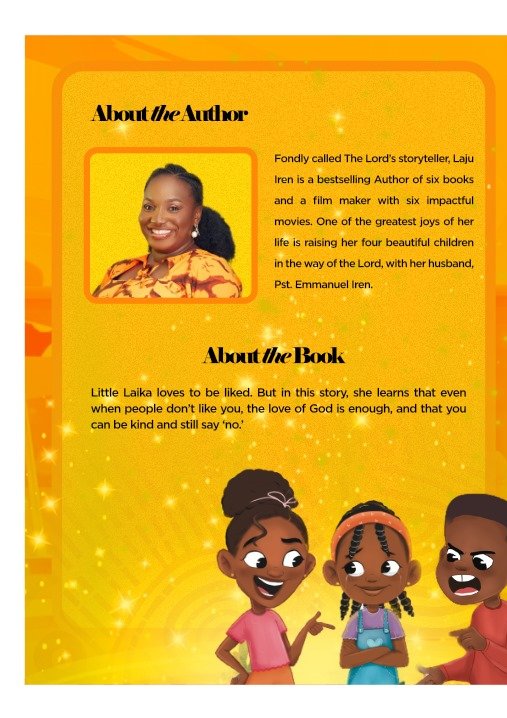 About the Author
Fondly called The Lord's storyteller, Laju
Iren is a bestselling Author of six books
and a film maker with six impactful
movies. One of the greatest joys of her
life is raising her four beautiful children
in the way of the Lord, with her husband,
Pst. Emmanuel Iren.
About the Book
Little Laika loves to be liked. But in this story, she learns that even
when people don't like you, the love of God is enough, and that you
can be kind and still say 'no.'